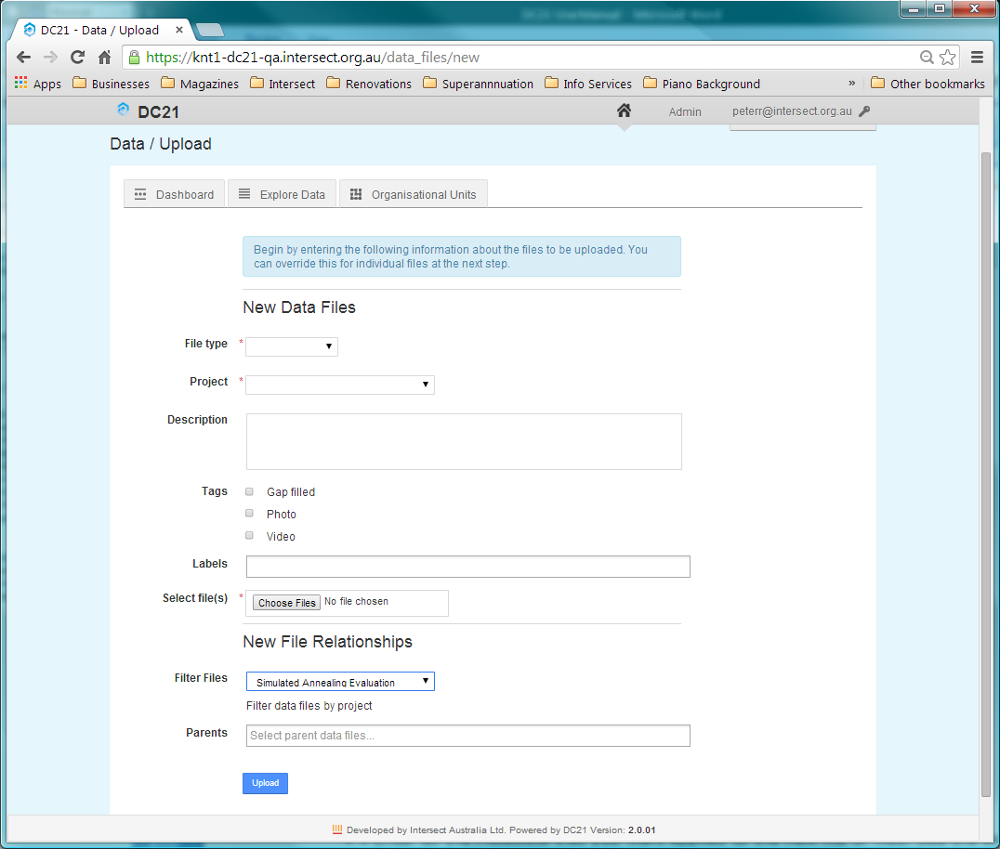 DC21 UserManual - Microsoft Word
DC21 - Data / Upload
https://knt1-dc21-qa.intersect.org.au/data_files/new
Apps Businesses Magazines Intersect Renovations Superannnuation Info Services Piano Background » Other bookmarks
DC21 Admin peterr@intersect.org.au
Data / Upload
Dashboard Explore Data Organisational Units
Begin by entering the following information about the files to be uploaded. You
can override this for individual files at the next step.
New Data Files
File type *
Project *
Description
Tags Gap filled
Photo
Video
Labels
Select file(s) * Choose Files No file chosen
New File Relationships
Filter Files Simulated Annealing Evaluation
Filter data files by project
Parents Select parent data files...
Upload
Developed by Intersect Australia Ltd. Powered by DC21 Version: 2.0.01